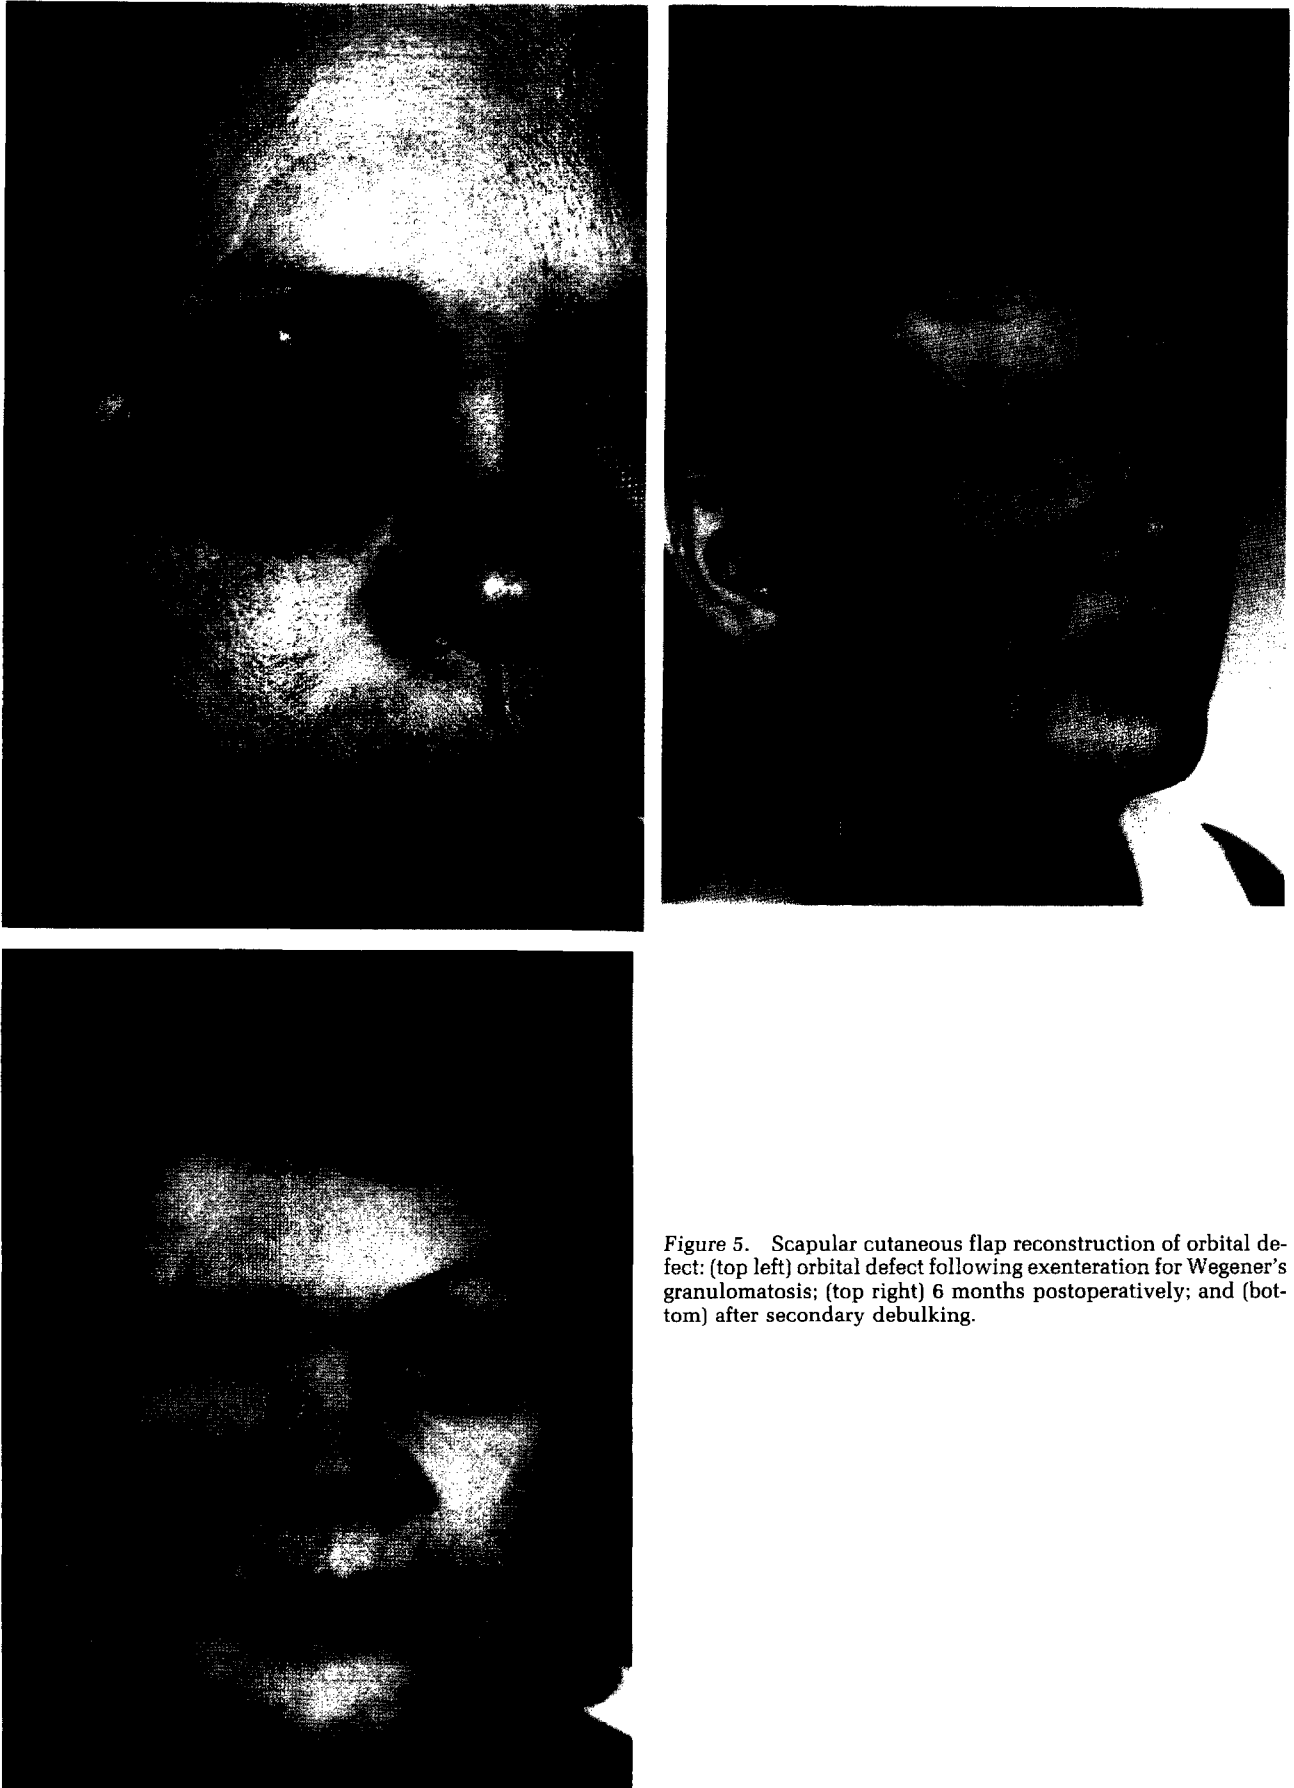 Figure 5. Scapular cutaneous flap reconstruction of orbital de-
fect: (top left) orbital defect following exenteration for Wegener's
granulomatosis; (top right) 6 months postoperatively; and (bot-
tom) after secondary debulking.